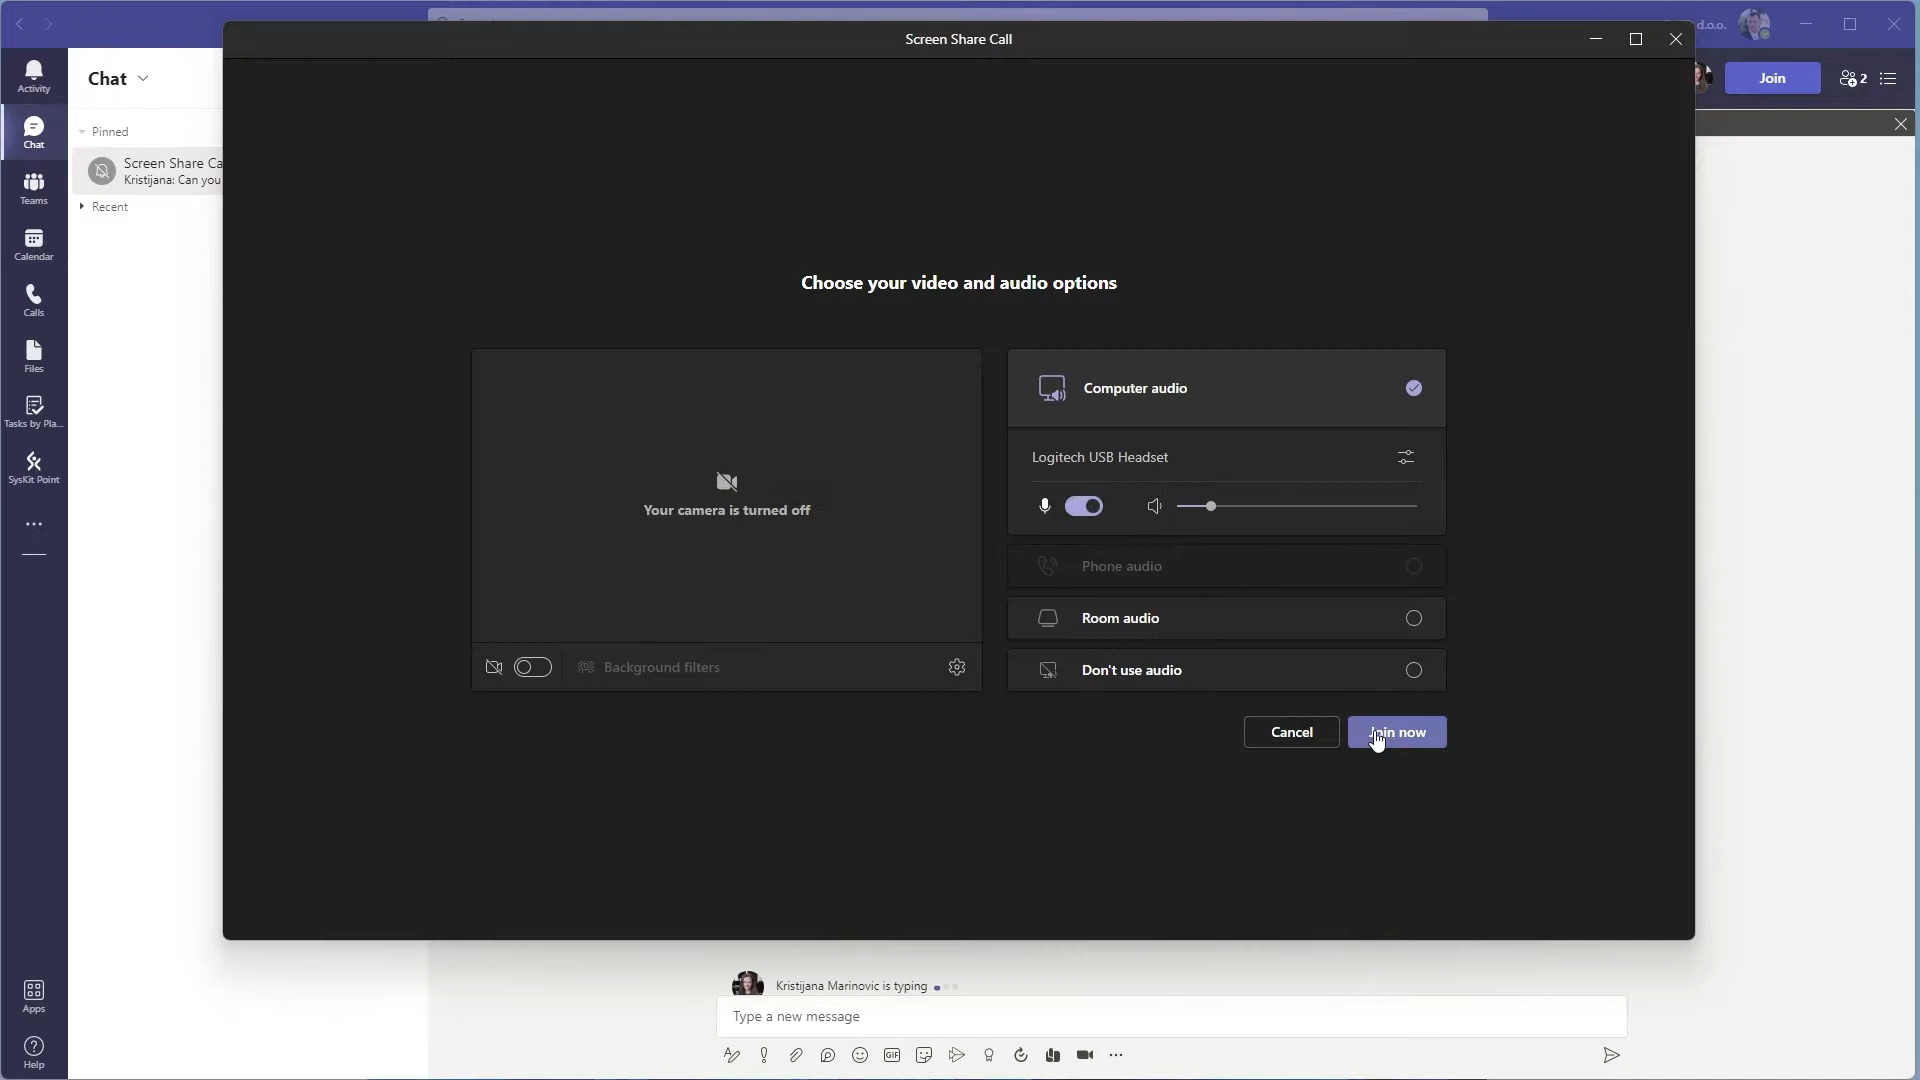 Screen Share Call
d.o.o.
Activity
Chat
Join
2
Chat
Pinned
Screen Share Ca
Kristijana: Can you
Recent
Teams
Calendar
Calls
Files
Tasks by Pla...
SysKit Point
Choose your video and audio options
Your camera is turned off
Background filters
Computer audio
Logitech USB Headset
Phone audio
Room audio
Don't use audio
Cancel
Join now
Kristijana Marinovic is typing
Type a new message
GIF
Apps
Help